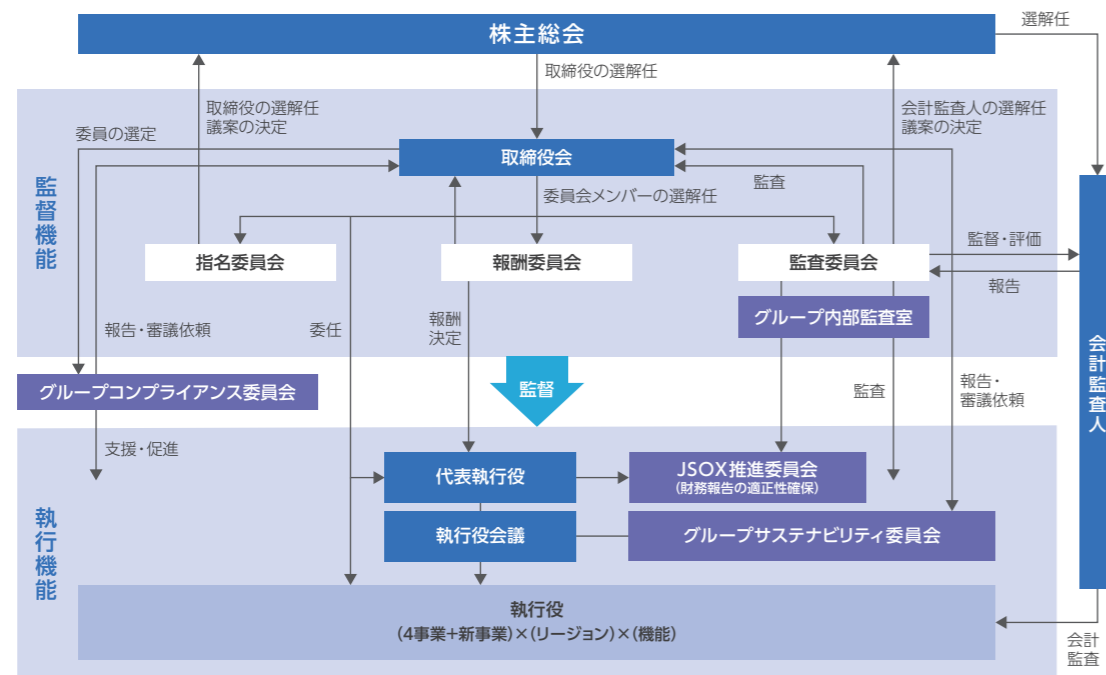 選解任
株主総会
取締役の選解任
取締役の選解任
議案の決定
会計監査人の選解任
議案の決定
委員の選定
取締役会
監査
監督機能
委員会メンバーの選解任
監督・評価
指名委員会
報酬委員会
監査委員会
報告
グループ内部監査室
報告・審議依頼
委任
報酬
決定
会計監査人
グループコンプライアンス委員会
監督
監査
報告・
審議依頼
支援・促進
代表執行役
JSOX推進委員会
(財務報告の適正性確保)
執行機能
執行役会議
グループサステナビリティ委員会
執行役
(4事業+新事業)×(リージョン)×(機能)
会計
監査